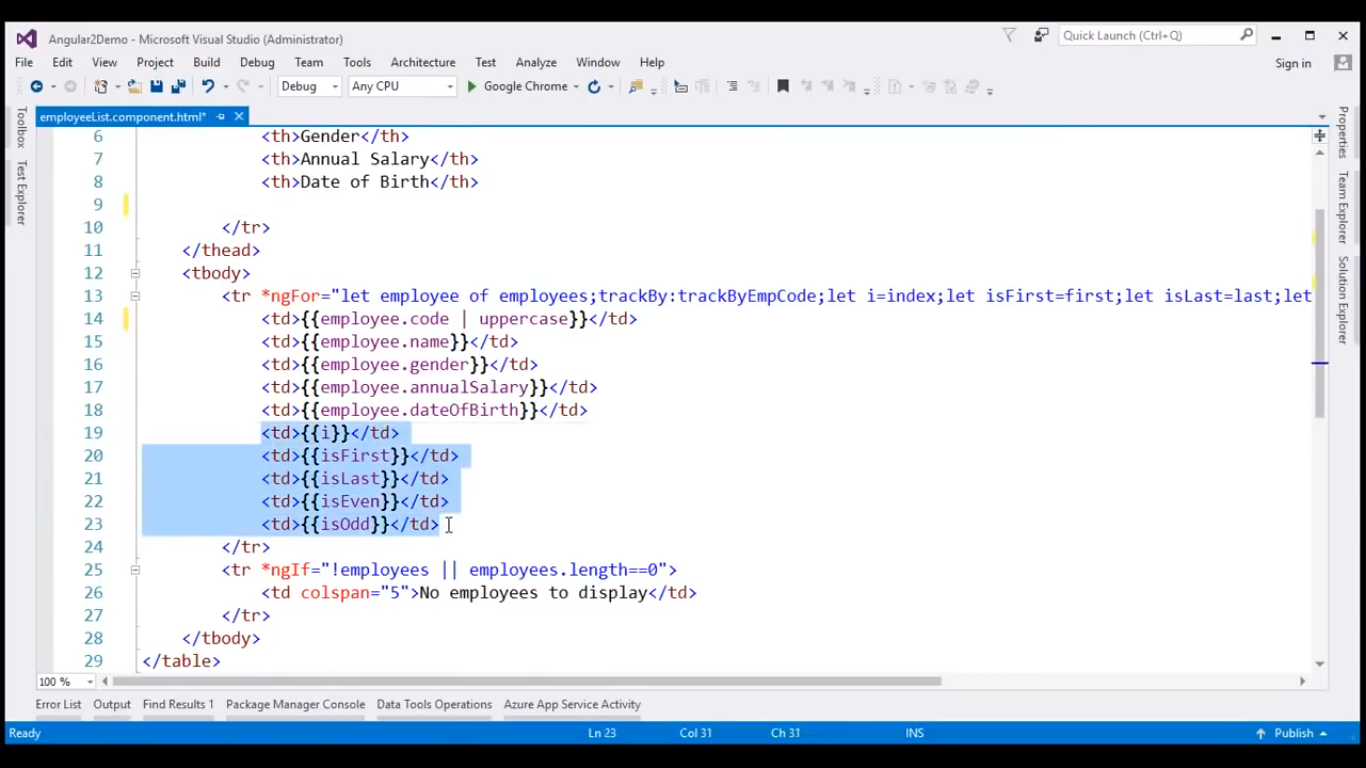 Angular2Demo - Microsoft Visual Studio (Administrator)
Quick Launch (Ctrl+Q)
File Edit View Project Build Debug Team Tools Architecture Test Analyze Window Help
Sign in
Debug Any CPU Google Chrome
employeeList.component.html*
Toolbox
Test Explorer
Properties
Team Explorer
Solution Explorer
6 <th>Gender</th>
7 <th>Annual Salary</th>
8 <th>Date of Birth</th>
9
10 </tr>
11 </thead>
12 <tbody>
13 <tr *ngFor="let employee of employees;trackBy:trackByEmpCode;let i=index;let isFirst=first;let isLast=last;let
14 <td>{{employee.code | uppercase}}</td>
15 <td>{{employee.name}}</td>
16 <td>{{employee.gender}}</td>
17 <td>{{employee.annualSalary}}</td>
18 <td>{{employee.dateOfBirth}}</td>
19 <td>{{i}}</td>
20 <td>{{isFirst}}</td>
21 <td>{{isLast}}</td>
22 <td>{{isEven}}</td>
23 <td>{{isOdd}}</td>
24 </tr>
25 <tr *ngIf="!employees || employees.length==0">
26 <td colspan="5">No employees to display</td>
27 </tr>
28 </tbody>
29 </table>
100 %
Error List Output Find Results 1 Package Manager Console Data Tools Operations Azure App Service Activity
Ready Ln 23 Col 31 Ch 31 INS Publish